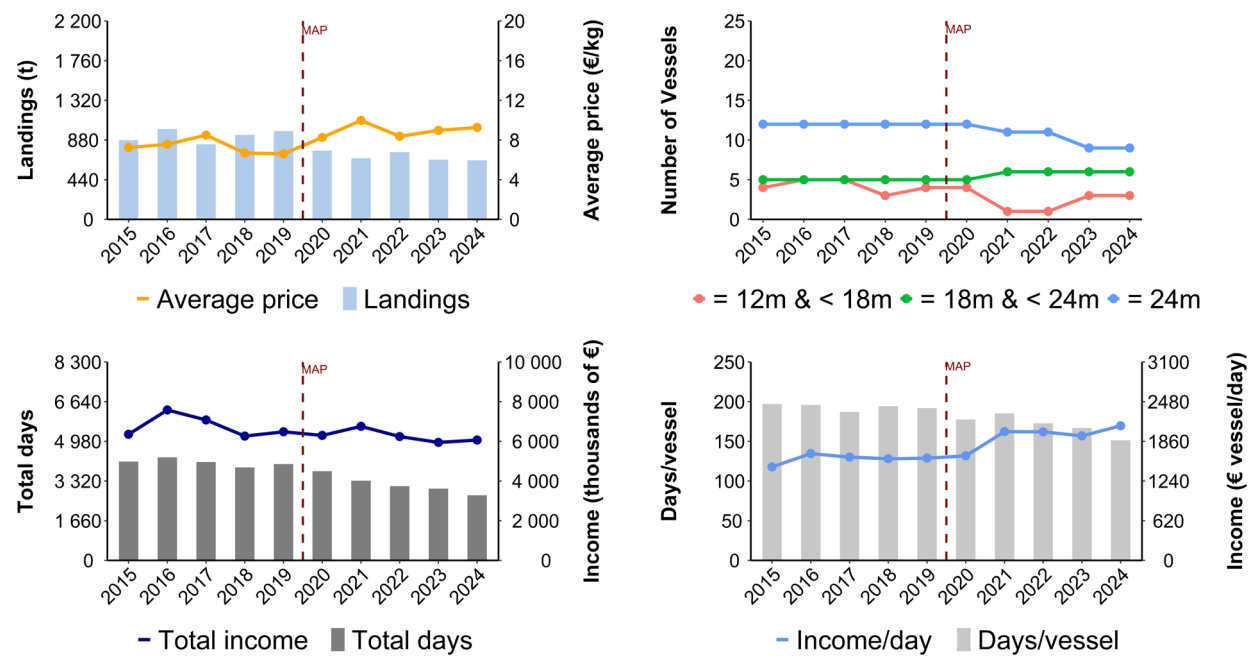 Landings (t)
2 200
1 760
1 320
880
440
0
MAP
20
16
12
8
4
0
Average price (€/kg)
2015 2016 2017 2018 2019 2020 2021 2022 2023 2024
Average price Landings
Number of Vessels
25
20
15
10
5
0
MAP
2015 2016 2017 2018 2019 2020 2021 2022 2023 2024
= 12m & < 18m = 18m & < 24m = 24m
Total days
8 300
6 640
4 980
3 320
1 660
0
MAP
10 000
8 000
6 000
4 000
2 000
0
Income (thousands of €)
2015 2016 2017 2018 2019 2020 2021 2022 2023 2024
Total income Total days
Days/vessel
250
200
150
100
50
0
MAP
3100
2480
1860
1240
620
0
Income (€ vessel/day)
2015 2016 2017 2018 2019 2020 2021 2022 2023 2024
Income/day Days/vessel